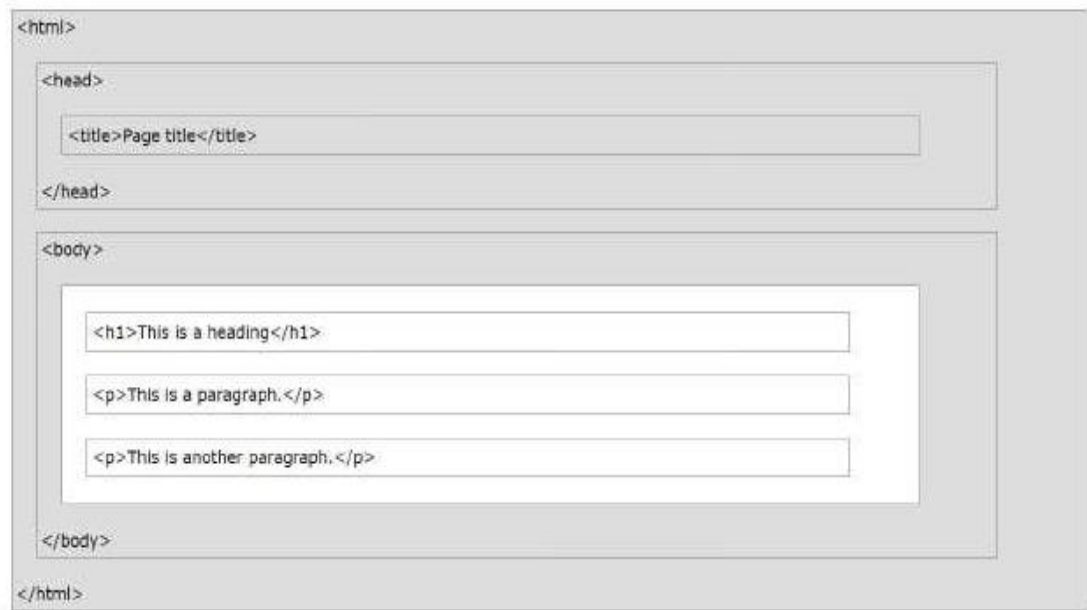 <html>
<head>
<title>Page title</title>
</head>
<body>
<h1>This is a heading</h1>
<p>This is a paragraph.</p>
<p>This is another paragraph.</p>
</body>
</html>